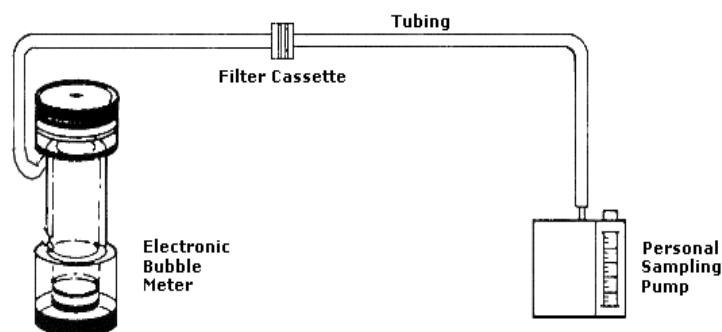 Tubing
Filter Cassette
Electronic
Bubble
Meter
Personal
Sampling
Pump